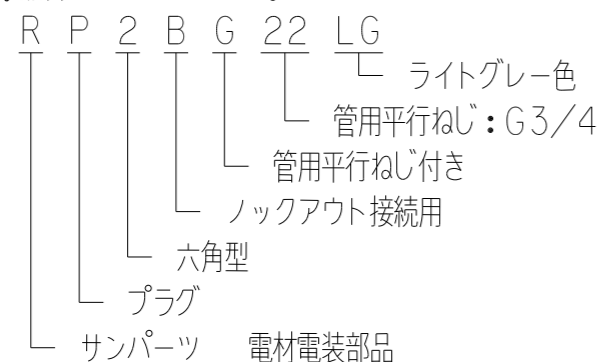 R P 2 B G 22 LG
ライトグレー色
管用平行ねじ：G3/4
管用平行ねじ付き
ノックアウト接続用
六角型
プラグ
サンパーツ　電材電装部品